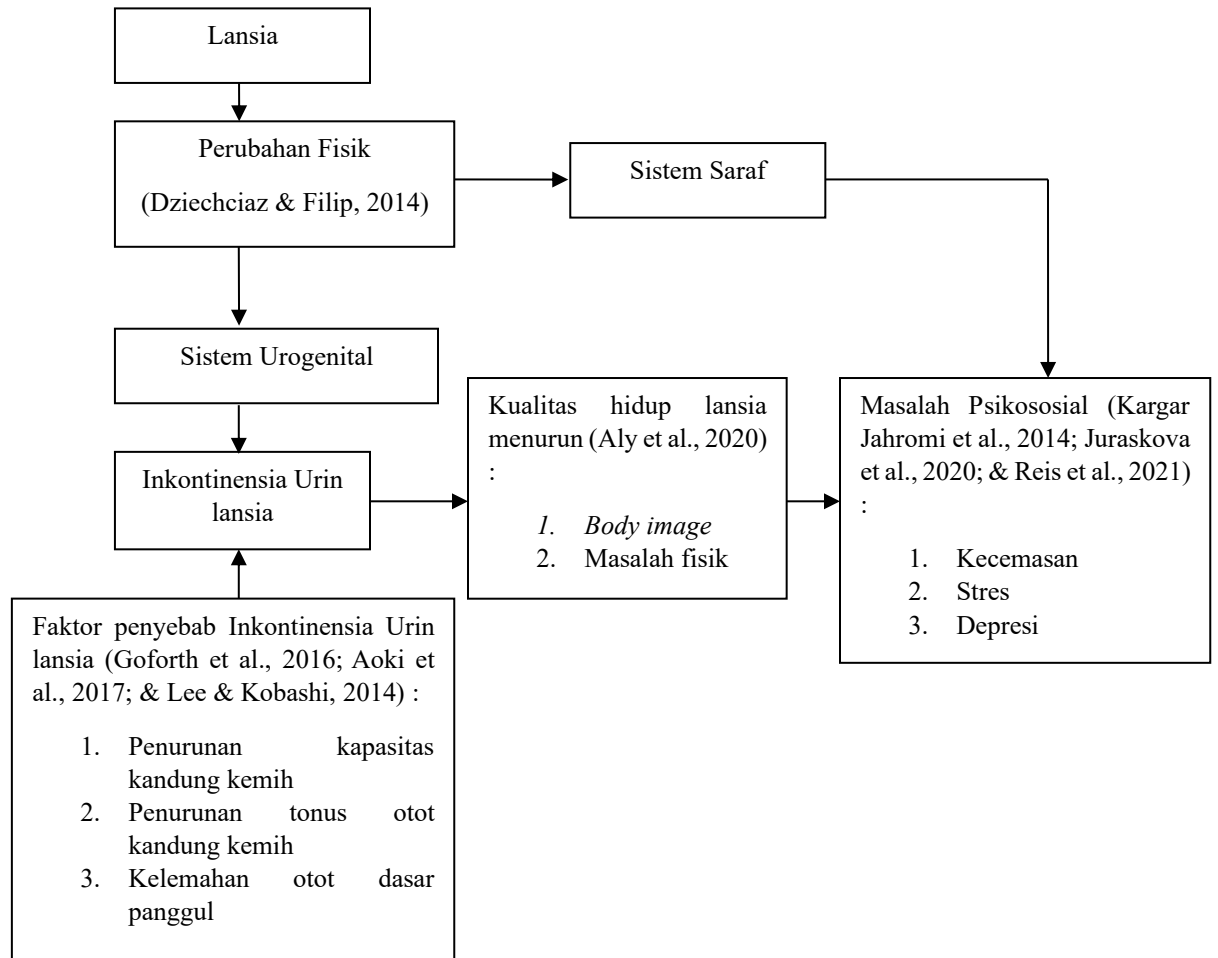 Lansia
Perubahan Fisik
(Dziechciaz & Filip, 2014)
Sistem Saraf
Sistem Urogenital
Inkontinensia Urin
lansia
Kualitas hidup lansia
menurun (Aly et al., 2020)
:
1. Body image
2. Masalah fisik
Masalah Psikososial (Kargar
Jahromi et al., 2014; Juraskova
et al., 2020; & Reis et al., 2021)
:
1. Kecemasan
2. Stres
3. Depresi
Faktor penyebab Inkontinensia Urin
lansia (Goforth et al., 2016; Aoki et
al., 2017; & Lee & Kobashi, 2014) :
1. Penurunan kapasitas
kandung kemih
2. Penurunan tonus otot
kandung kemih
3. Kelemahan otot dasar
panggul